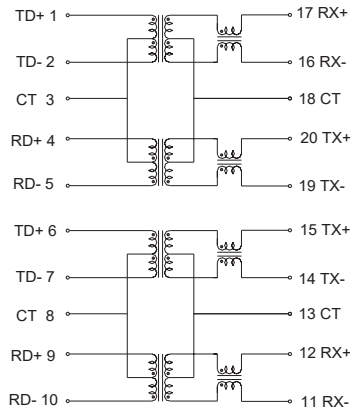 TD+ 1 17 RX+
TD- 2 16 RX-
CT 3 18 CT
RD+ 4 20 TX+
RD- 5 19 TX-
TD+ 6 15 TX+
TD- 7 14 TX-
CT 8 13 CT
RD+ 9 12 RX+
RD- 10 11 RX-